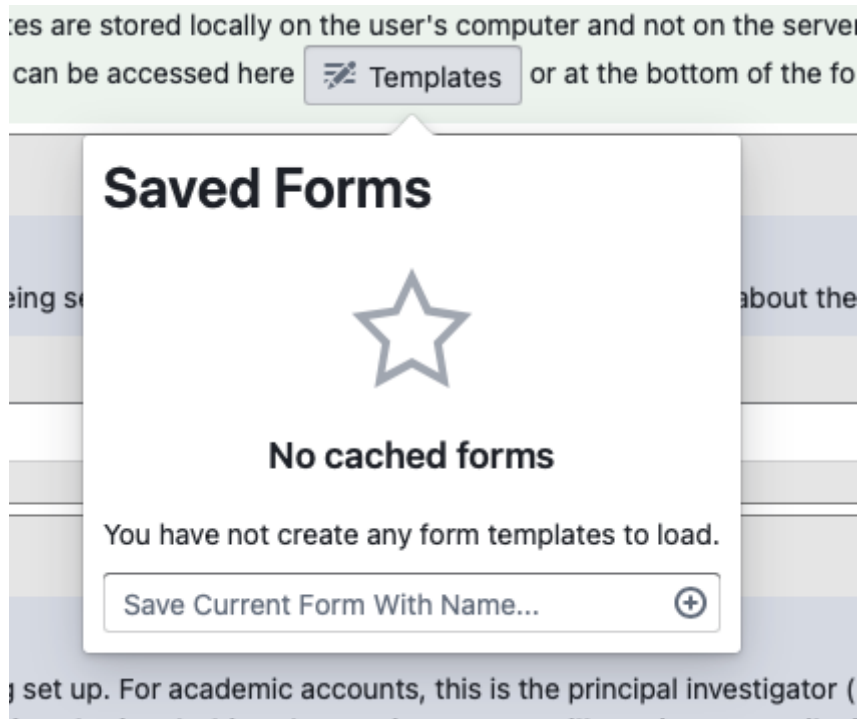 tes are stored locally on the user's computer and not on the server
can be accessed here Templates or at the bottom of the fo
Saved Forms
eing se
about the
No cached forms
You have not create any form templates to load.
Save Current Form With Name...
g set up. For academic accounts, this is the principal investigator (